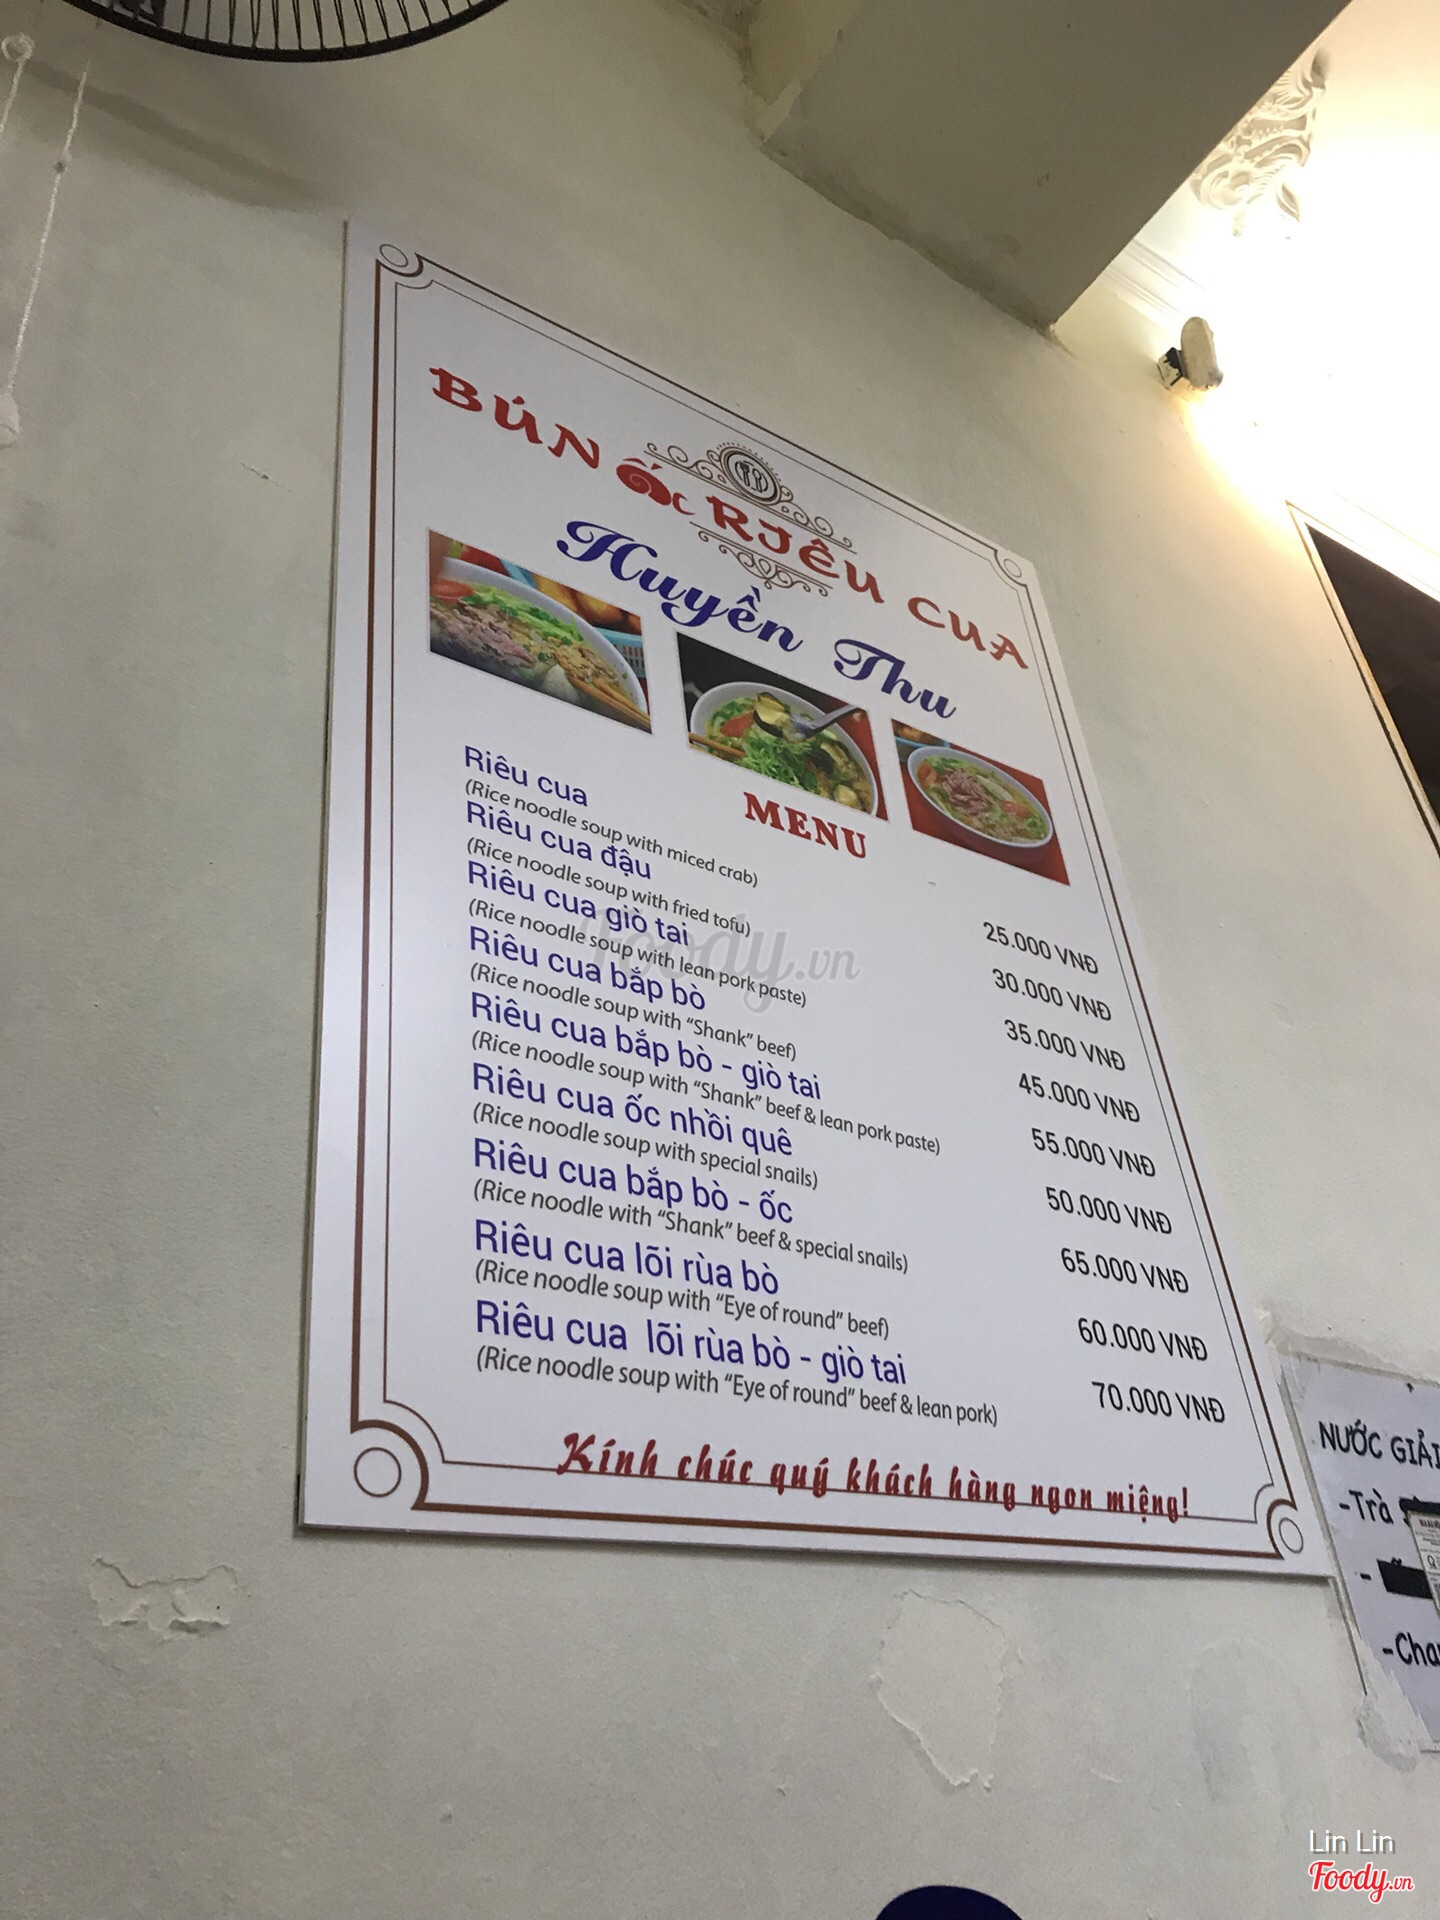 BÚN ỐC RIÊU CUA
Huyền Thu
MENU
Riêu cua
(Rice noodle soup with miced crab)
25.000 VNĐ
Riêu cua đậu
(Rice noodle soup with fried tofu)
30.000 VNĐ
Riêu cua giò tai
(Rice noodle soup with lean pork paste)
35.000 VNĐ
Riêu cua bắp bò
(Rice noodle soup with “Shank” beef)
45.000 VNĐ
Riêu cua bắp bò - giò tai
(Rice noodle soup with “Shank” beef & lean pork paste)
55.000 VNĐ
Riêu cua ốc nhồi quê
(Rice noodle soup with special snails)
50.000 VNĐ
Riêu cua bắp bò - ốc
(Rice noodle with “Shank” beef & special snails)
65.000 VNĐ
Riêu cua lõi rùa bò
(Rice noodle soup with “Eye of round” beef)
60.000 VNĐ
Riêu cua lõi rùa bò - giò tai
(Rice noodle soup with “Eye of round” beef & lean pork)
70.000 VNĐ
Kính chúc quý khách hàng ngon miệng!
NƯỚC GIẢI
-Trà
-Cha
Foody.vn
Lin Lin
Foody.vn